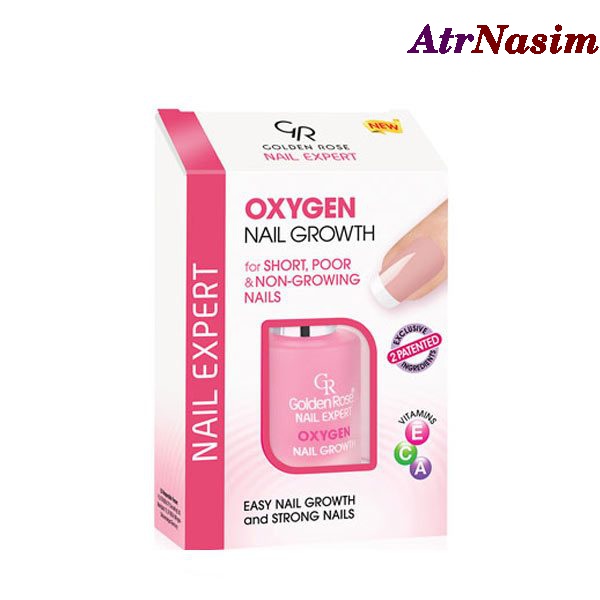 AtrNasim
GR
GOLDEN ROSE
NAIL EXPERT
NEW
OXYGEN
NAIL GROWTH
for SHORT, POOR
& NON-GROWING
NAILS
EXCLUSIVE
2 PATENTED
INGREDIENTS
NAIL EXPERT
GR
Golden Rose®
NAIL EXPERT
OXYGEN
NAIL GROWTH
VITAMINS
E
C
A
EASY NAIL GROWTH
and STRONG NAILS